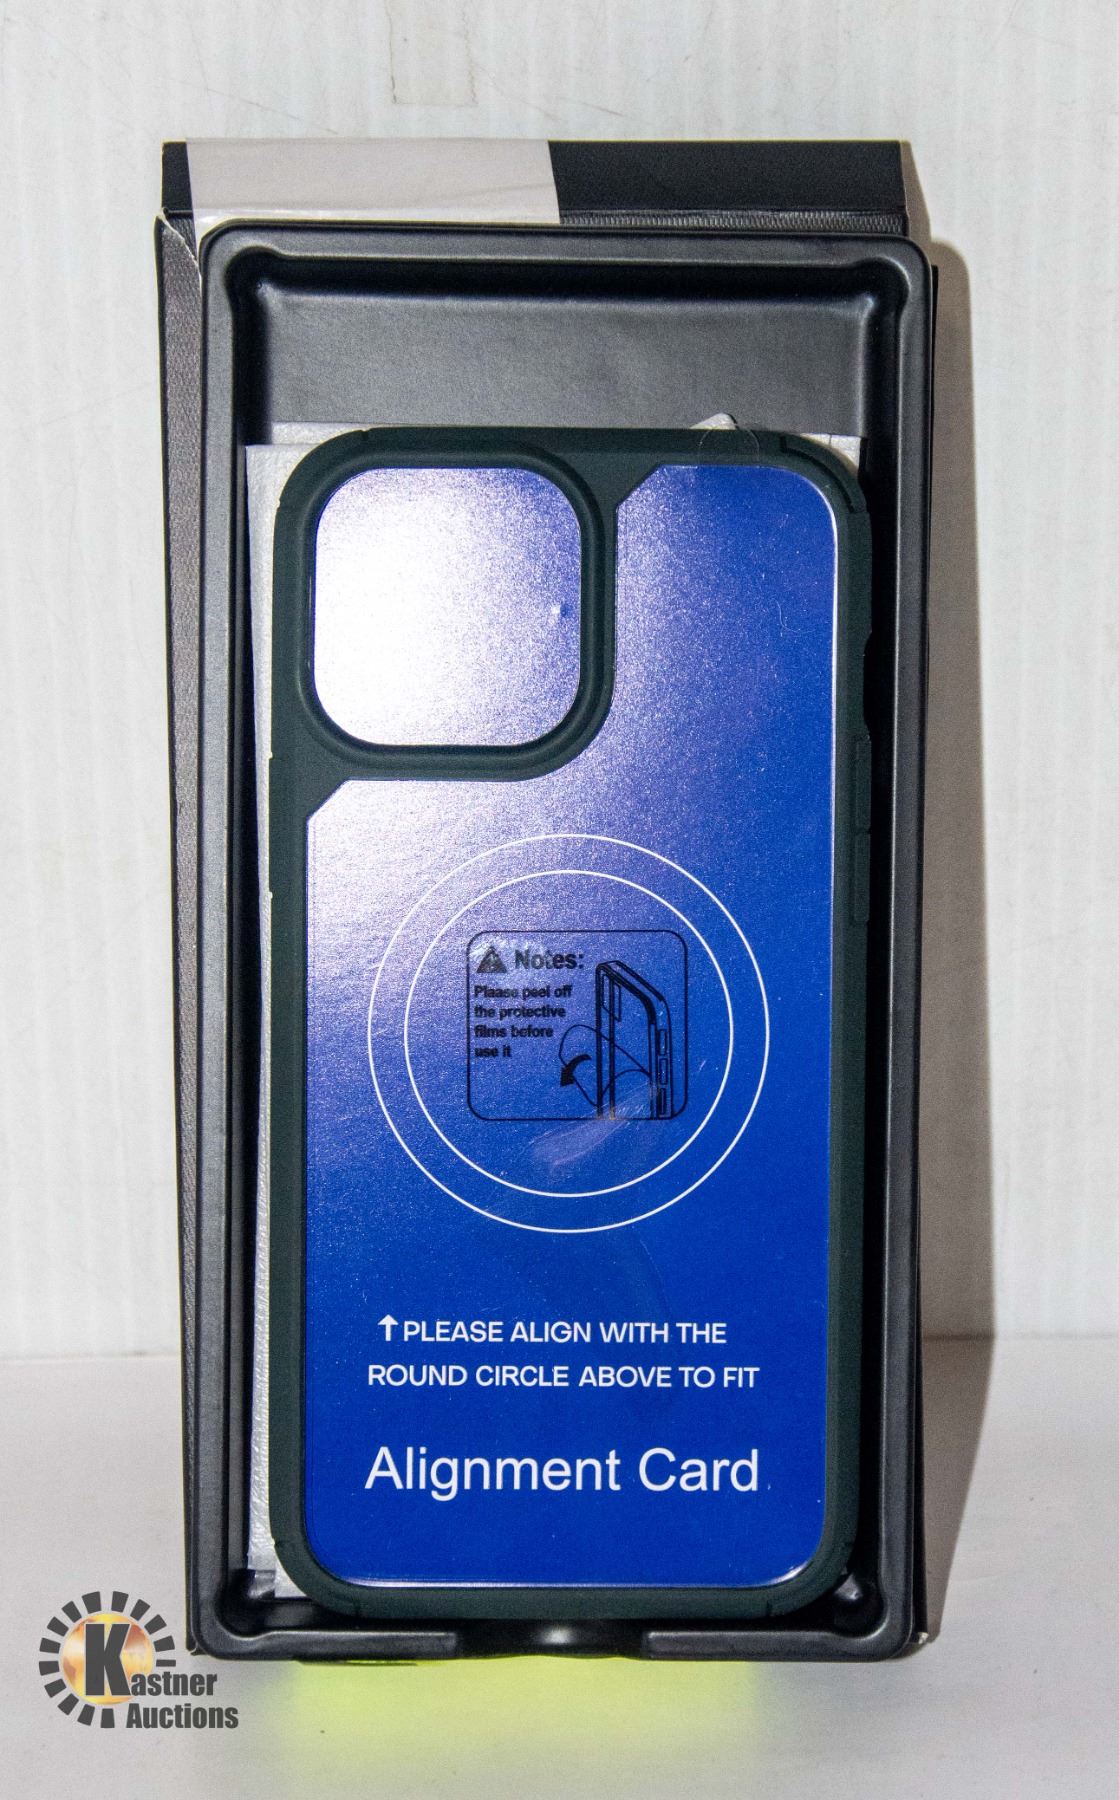 Notes:
Please peel off
the protective
films before
use it
↑PLEASE ALIGN WITH THE
ROUND CIRCLE ABOVE TO FIT
Alignment Card
Kastner
Auctions